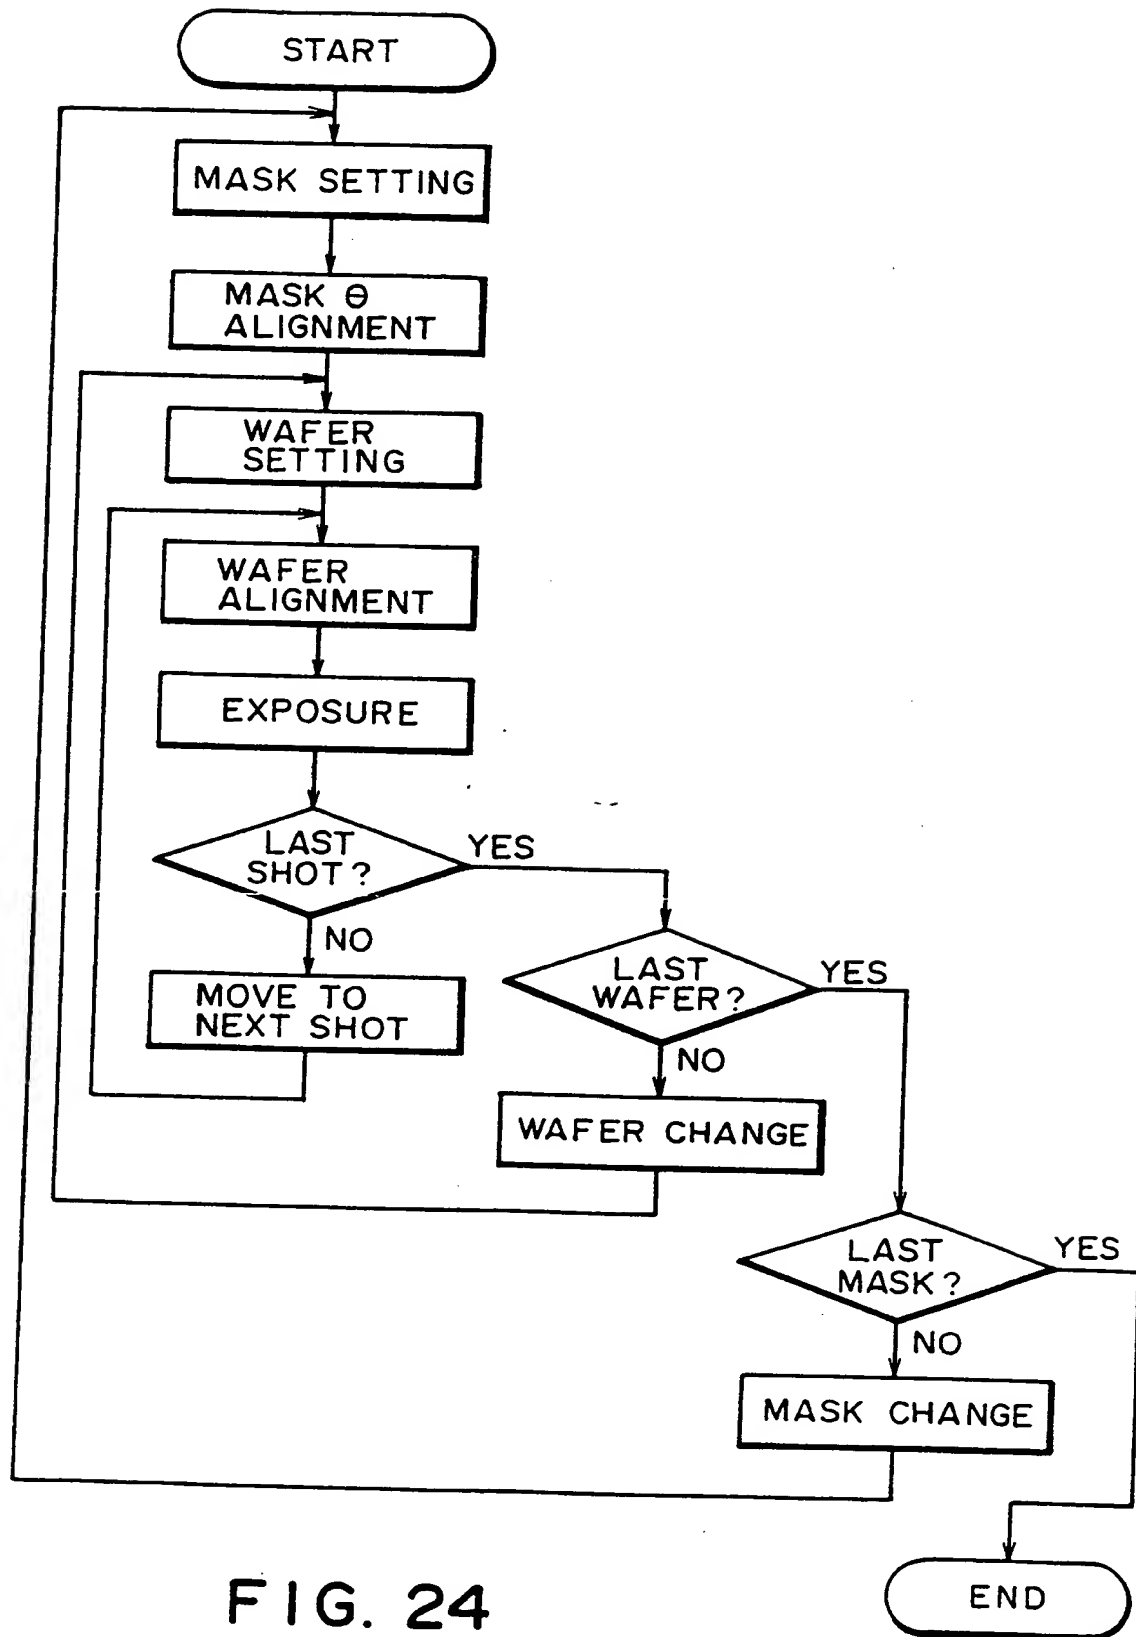 START
MASK SETTING
MASK Θ
ALIGNMENT
WAFER
SETTING
WAFER
ALIGNMENT
EXPOSURE
LAST
SHOT?
YES
NO
MOVE TO
NEXT SHOT
LAST
WAFER?
YES
NO
WAFER CHANGE
LAST
MASK?
YES
NO
MASK CHANGE
END
FIG. 24